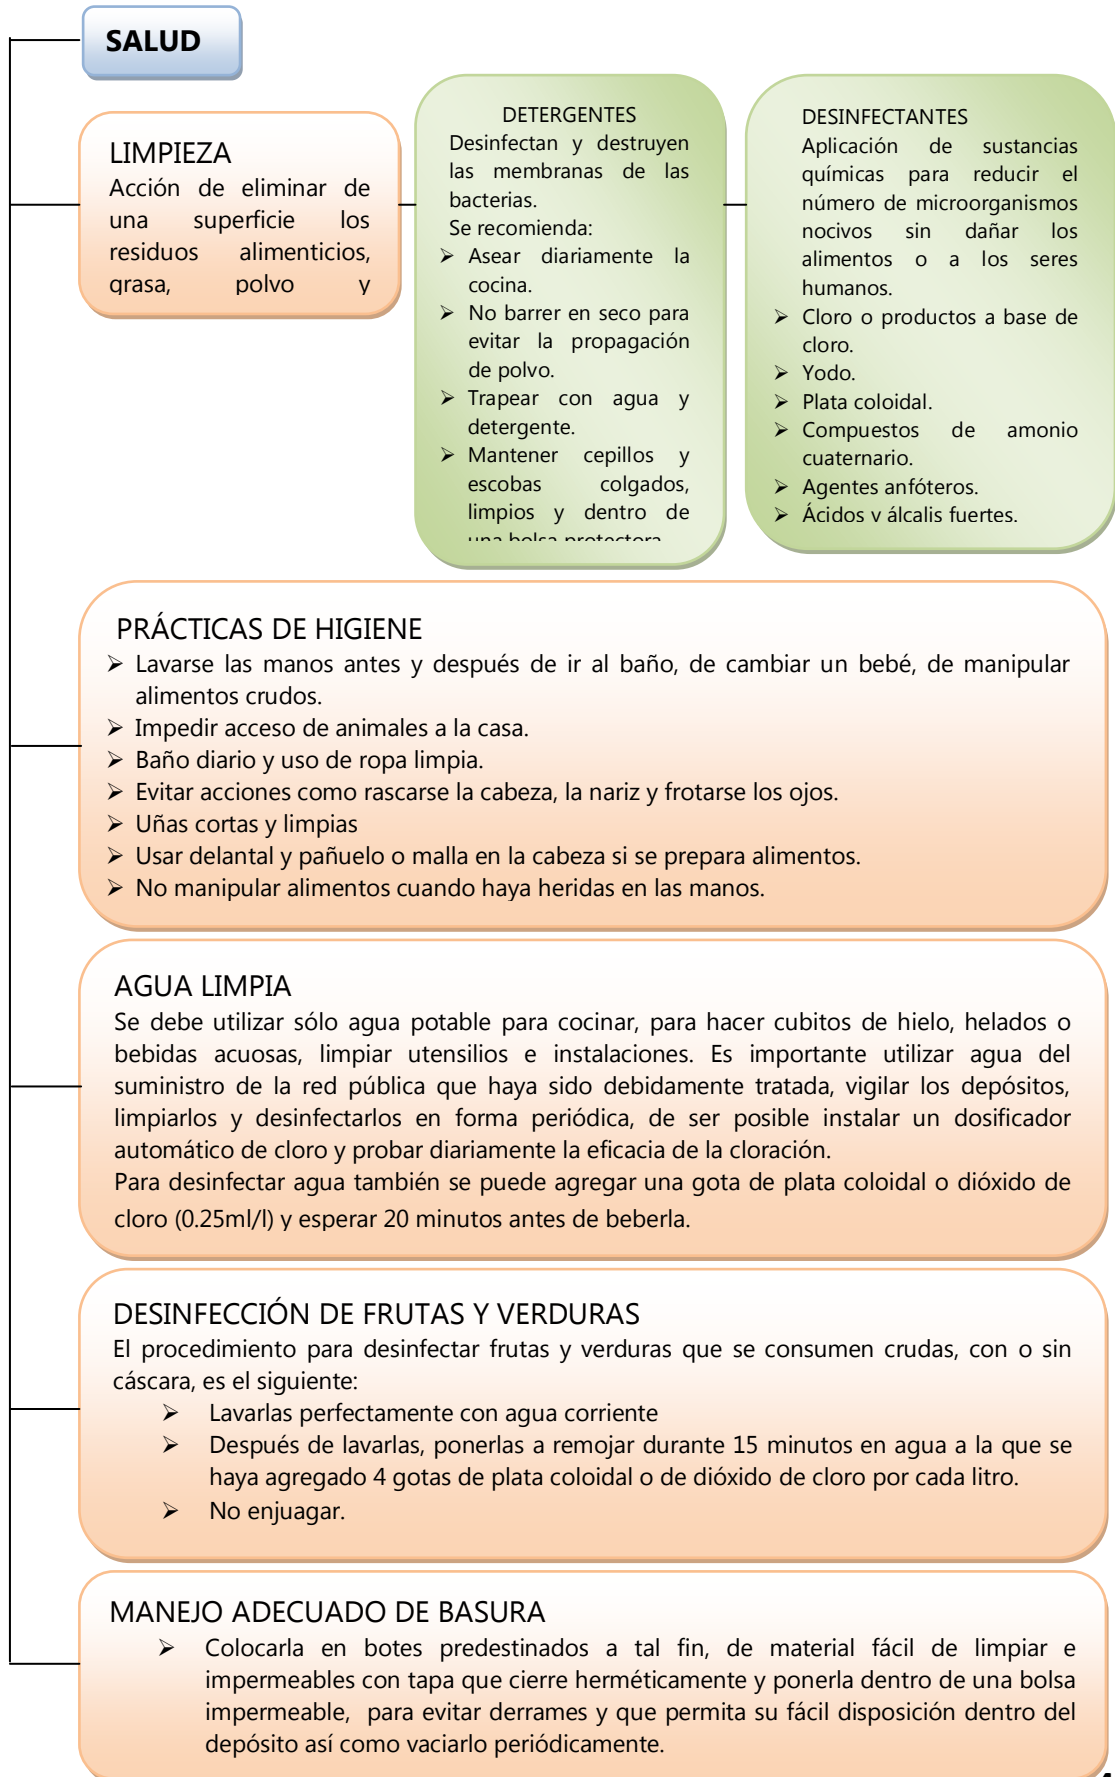 SALUD
LIMPIEZA
Acción de eliminar de
una superficie los
residuos alimenticios,
grasa, polvo y
DETERGENTES
Desinfectan y destruyen
las membranas de las
bacterias.
Se recomienda:
➢ Asear diariamente la
cocina.
➢ No barrer en seco para
evitar la propagación
de polvo.
➢ Trapear con agua y
detergente.
➢ Mantener cepillos y
escobas colgados,
limpios y dentro de
una bolsa protectora
DESINFECTANTES
Aplicación de sustancias
químicas para reducir el
número de microorganismos
nocivos sin dañar los
alimentos o a los seres
humanos.
➢ Cloro o productos a base de
cloro.
➢ Yodo.
➢ Plata coloidal.
➢ Compuestos de amonio
cuaternario.
➢ Agentes anfóteros.
➢ Ácidos y álcalis fuertes.
PRÁCTICAS DE HIGIENE
➢ Lavarse las manos antes y después de ir al baño, de cambiar un bebé, de manipular
alimentos crudos.
➢ Impedir acceso de animales a la casa.
➢ Baño diario y uso de ropa limpia.
➢ Evitar acciones como rascarse la cabeza, la nariz y frotarse los ojos.
➢ Uñas cortas y limpias
➢ Usar delantal y pañuelo o malla en la cabeza si se prepara alimentos.
➢ No manipular alimentos cuando haya heridas en las manos.
AGUA LIMPIA
Se debe utilizar sólo agua potable para cocinar, para hacer cubitos de hielo, helados o
bebidas acuosas, limpiar utensilios e instalaciones. Es importante utilizar agua del
suministro de la red pública que haya sido debidamente tratada, vigilar los depósitos,
limpiarlos y desinfectarlos en forma periódica, de ser posible instalar un dosificador
automático de cloro y probar diariamente la eficacia de la cloración.
Para desinfectar agua también se puede agregar una gota de plata coloidal o dióxido de
cloro (0.25ml/l) y esperar 20 minutos antes de beberla.
DESINFECCIÓN DE FRUTAS Y VERDURAS
El procedimiento para desinfectar frutas y verduras que se consumen crudas, con o sin
cáscara, es el siguiente:
➢ Lavarlas perfectamente con agua corriente
➢ Después de lavarlas, ponerlas a remojar durante 15 minutos en agua a la que se
haya agregado 4 gotas de plata coloidal o de dióxido de cloro por cada litro.
➢ No enjuagar.
MANEJO ADECUADO DE BASURA
➢ Colocarla en botes predestinados a tal fin, de material fácil de limpiar e
impermeables con tapa que cierre herméticamente y ponerla dentro de una bolsa
impermeable, para evitar derrames y que permita su fácil disposición dentro del
depósito así como vaciarlo periódicamente.